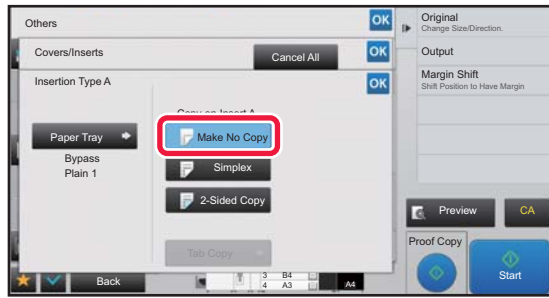 Others
OK
Covers/Inserts
Cancel All
OK
Insertion Type A
OK
Copy on Insert A
Paper Tray
Bypass
Plain 1
Make No Copy
Simplex
2-Sided Copy
Tab Copy
Back
3 B4
4 A3
A4
Original
Change Size/Direction.
Output
Margin Shift
Shift Position to Have Margin
Preview
CA
Proof Copy
Start